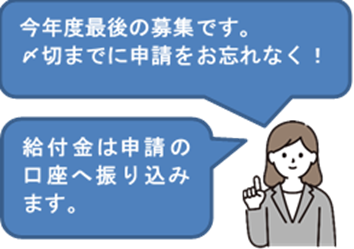 今年度最後の募集です。
〆切までに申請をお忘れなく！
給付金は申請の
口座へ振り込み
ます。